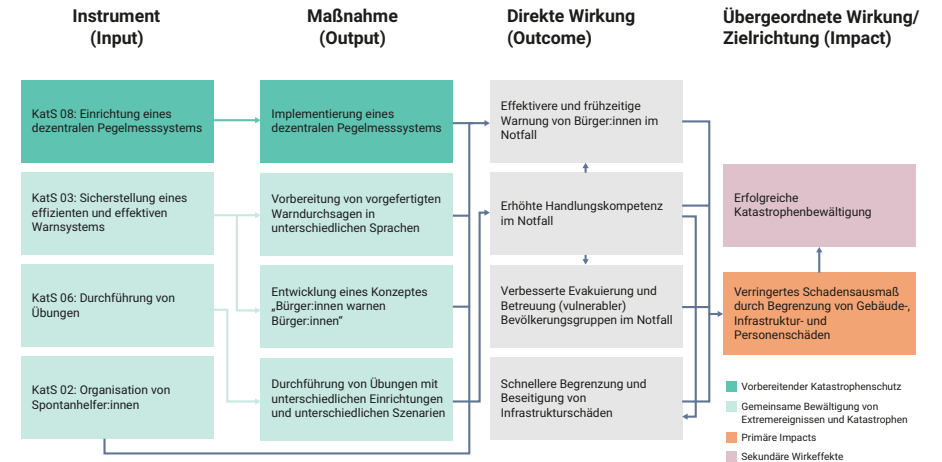 Instrument
(Input)
Maßnahme
(Output)
Direkte Wirkung
(Outcome)
Übergeordnete Wirkung/
Zielrichtung (Impact)
KatS 08: Einrichtung eines
dezentralen Pegelmesssystems
KatS 03: Sicherstellung eines
effizienten und effektiven
Warnsystems
KatS 06: Durchführung von
Übungen
KatS 02: Organisation von
Spontanhelfer:innen
Implementierung eines
dezentralen Pegelmesssystems
Vorbereitung von vorgefertigten
Warndurchsagen in
unterschiedlichen Sprachen
Entwicklung eines Konzeptes
„Bürger:innen warnen
Bürger:innen“
Durchführung von Übungen mit
unterschiedlichen Einrichtungen
und unterschiedlichen Szenarien
Effektivere und frühzeitige
Warnung von Bürger:innen im
Notfall
Erhöhte Handlungskompetenz
im Notfall
Verbesserte Evakuierung und
Betreuung (vulnerabler)
Bevölkerungsgruppen im Notfall
Schnellere Begrenzung und
Beseitigung von
Infrastrukturschäden
Erfolgreiche
Katastrophenbewältigung
Verringertes Schadensausmaß
durch Begrenzung von Gebäude-,
Infrastruktur- und
Personenschäden
Vorbereitender Katastrophenschutz
Gemeinsame Bewältigung von
Extremereignissen und Katastrophen
Primäre Impacts
Sekundäre Wirkeffekte